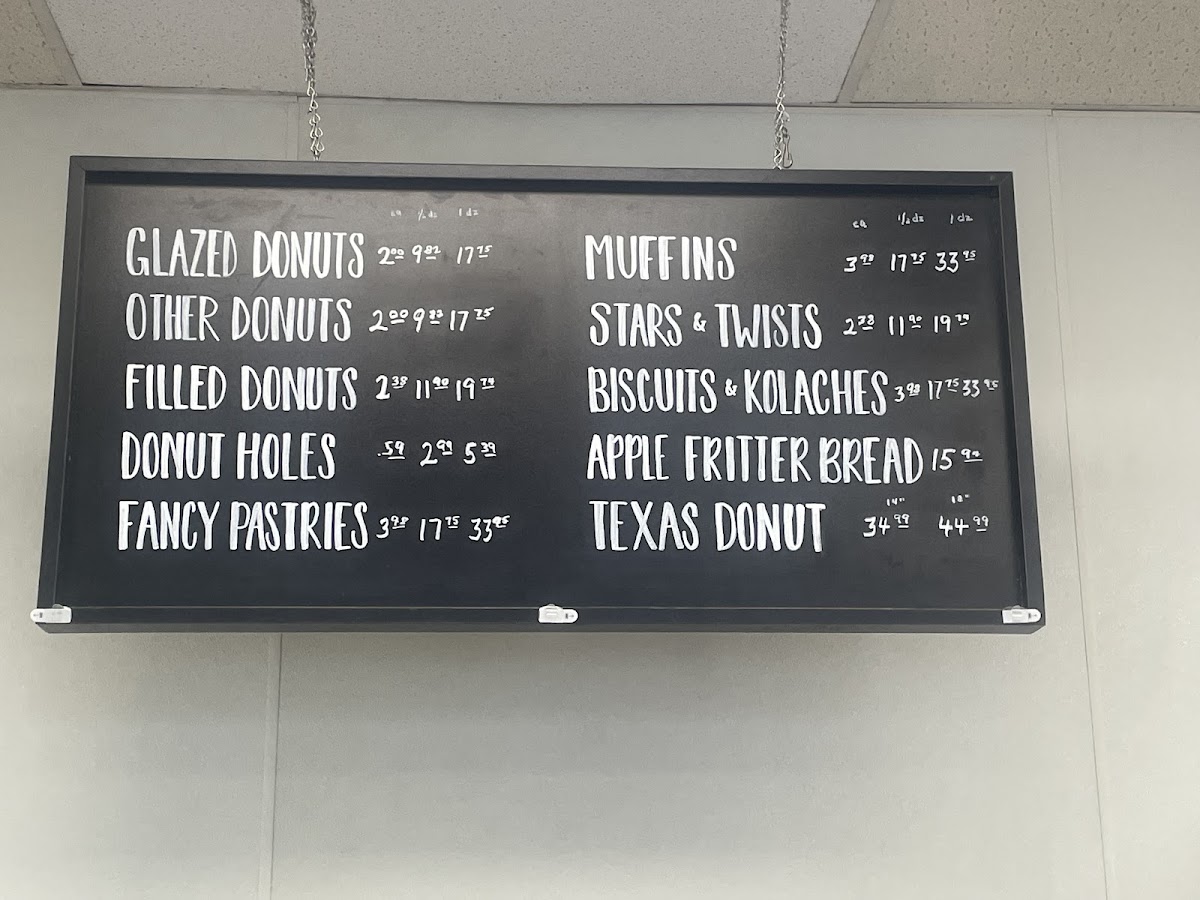 ea ½ dz 1 dz
GLAZED DONUTS 2.00 9.82 17.75
OTHER DONUTS 2.00 9.82 17.75
FILLED DONUTS 2.38 11.90 19.79
DONUT HOLES .59 2.99 5.39
FANCY PASTRIES 3.98 17.75 33.95
ea ½ dz 1 dz
MUFFINS 3.98 17.75 33.95
STARS & TWISTS 2.78 11.90 19.79
BISCUITS & KOLACHES 3.98 17.75 33.95
APPLE FRITTER BREAD 15.99
14" 18"
TEXAS DONUT 34.99 44.99